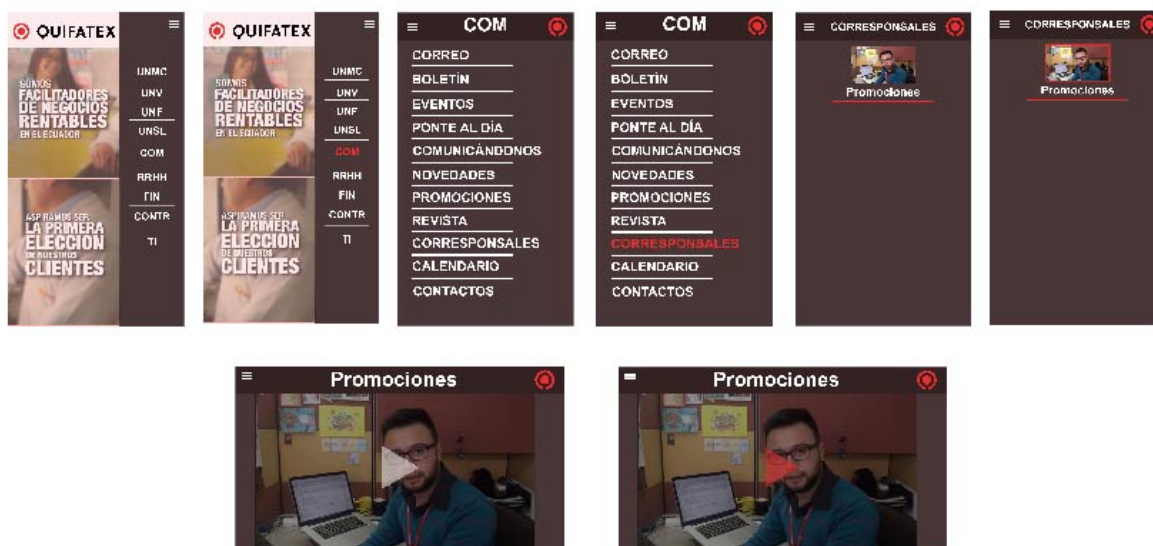 QUIFATEX
SOMOS
FACILITADORES
DE NEGOCIOS
RENTABLES
EN EL ECUADOR
ASPIRAMOS SER
LA PRIMERA
ELECCIÓN
DE NUESTROS
CLIENTES
UNMC
UNV
UNF
UNSL
COM
RRHH
FIN
CONTR
TI
QUIFATEX
SOMOS
FACILITADORES
DE NEGOCIOS
RENTABLES
EN EL ECUADOR
ASPIRAMOS SER
LA PRIMERA
ELECCIÓN
DE NUESTROS
CLIENTES
UNMC
UNV
UNF
UNSL
COM
RRHH
FIN
CONTR
TI
COM
CORREO
BOLETÍN
EVENTOS
PONTE AL DÍA
COMUNICÁNDONOS
NOVEDADES
PROMOCIONES
REVISTA
CORRESPONSALES
CALENDARIO
CONTACTOS
COM
CORREO
BOLETÍN
EVENTOS
PONTE AL DÍA
COMUNICÁNDONOS
NOVEDADES
PROMOCIONES
REVISTA
CORRESPONSALES
CALENDARIO
CONTACTOS
CORRESPONSALES
Promociones
CORRESPONSALES
Promociones
Promociones
Promociones